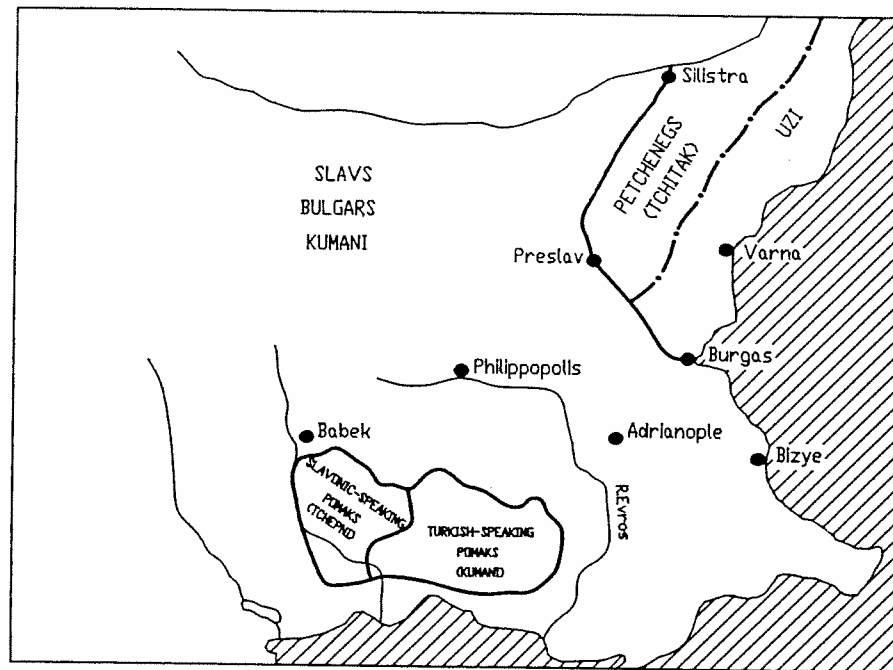 Silistra
UZI
PETCHENEGS
(TCHITAK)
SLAVS
BULGARS
KUMANI
Preslav
Varna
Burgas
Philippopolis
Babek
Adrianople
Bizye
R.Evros
SLAVONIC-SPEAKING
POMAKS
(TCHEPNI)
TURKISH-SPEAKING
POMAKS
(KUMANI)